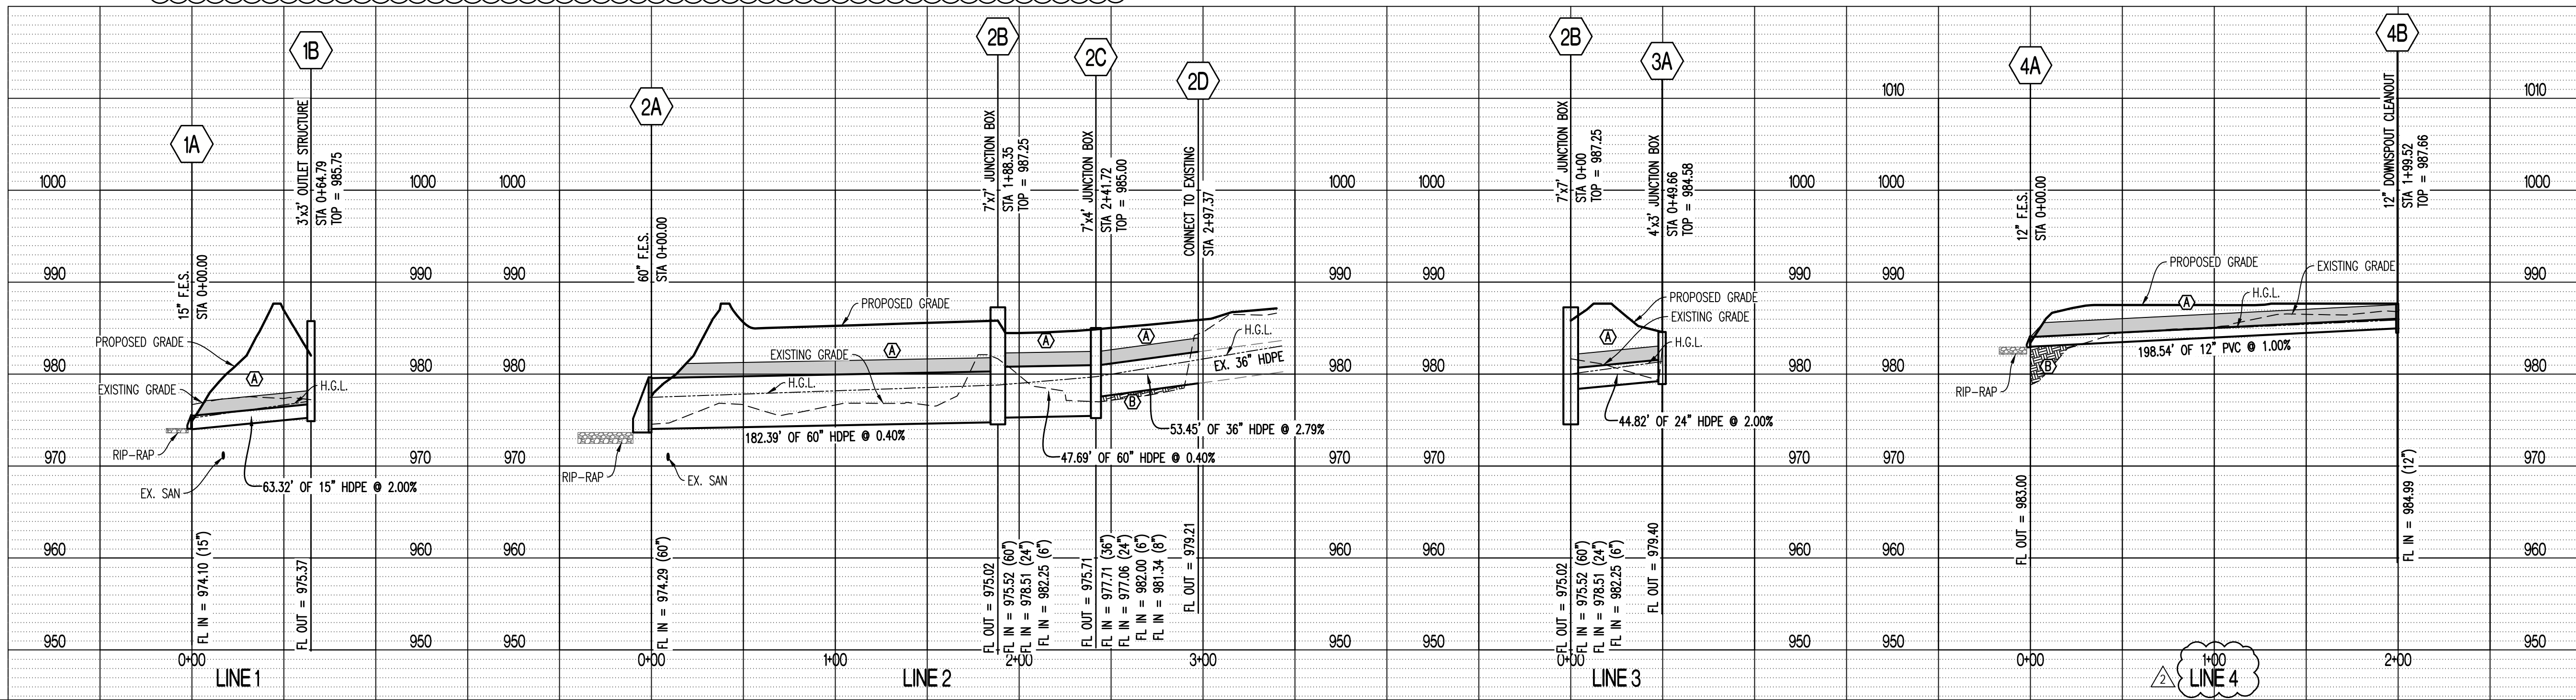 1A
15" F.E.S.
STA 0+00.00
1B
3'x3' OUTLET STRUCTURE
STA 0+64.79
TOP = 985.75
1000
990
980
970
960
950
1000
990
980
970
960
950
PROPOSED GRADE
EXISTING GRADE
A
H.G.L.
RIP-RAP
EX. SAN
63.32' OF 15" HDPE @ 2.00%
FL IN = 974.10 (15")
FL OUT = 975.37
0+00
LINE 1
1000
990
980
970
960
950
2A
60" F.E.S.
STA 0+00.00
2B
7'x7' JUNCTION BOX
STA 1+88.35
TOP = 987.25
2C
7'x4' JUNCTION BOX
STA 2+41.72
TOP = 985.00
2D
CONNECT TO EXISTING
STA 2+97.37
PROPOSED GRADE
EXISTING GRADE
A
A
A
H.G.L.
H.G.L.
EX. 36" HDPE
B
182.39' OF 60" HDPE @ 0.40%
53.45' OF 36" HDPE @ 2.79%
47.69' OF 60" HDPE @ 0.40%
RIP-RAP
EX. SAN
FL IN = 974.29 (60")
FL OUT = 975.02
FL IN = 975.52 (60")
FL IN = 978.51 (24")
FL IN = 982.25 (6")
FL OUT = 975.71
FL IN = 977.71 (36")
FL IN = 977.06 (24")
FL IN = 982.00 (6")
FL IN = 981.34 (8")
FL OUT = 979.21
0+00
1+00
2+00
3+00
LINE 2
1000
990
980
970
960
950
1000
990
980
970
960
950
2B
7'x7' JUNCTION BOX
STA 0+00
TOP = 987.25
3A
4'x3' JUNCTION BOX
STA 0+49.66
TOP = 984.58
PROPOSED GRADE
EXISTING GRADE
A
H.G.L.
44.82' OF 24" HDPE @ 2.00%
FL OUT = 975.02
FL IN = 975.52 (60")
FL IN = 978.51 (24")
FL IN = 982.25 (6")
FL OUT = 979.40
0+00
LINE 3
1000
990
980
970
960
950
1010
1000
990
980
970
960
950
4A
12" F.E.S.
STA 0+00.00
4B
12" DOWNSPOUT CLEANOUT
STA 1+99.52
TOP = 987.66
PROPOSED GRADE
EXISTING GRADE
A
H.G.L.
B
198.54' OF 12" PVC @ 1.00%
RIP-RAP
FL OUT = 983.00
FL IN = 984.99 (12")
0+00
1+00
2+00
2
LINE 4
1010
1000
990
980
970
960
950